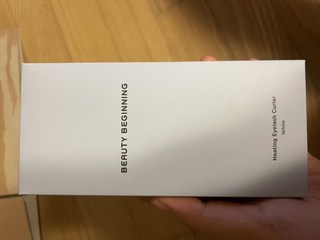 BEAUTY BEGINNING
Heating Eyelash Curler
White